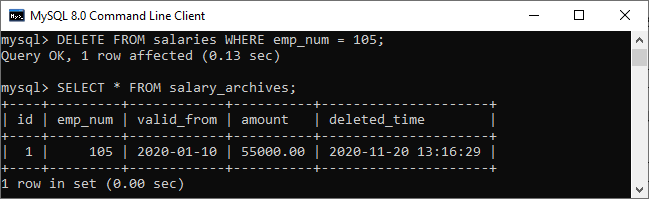 MySQL 8.0 Command Line Client
mysql> DELETE FROM salaries WHERE emp_num = 105;
Query OK, 1 row affected (0.13 sec)
mysql> SELECT * FROM salary_archives;
+----+---------+------------+----------+---------------------+
| id | emp_num | valid_from | amount   | deleted_time        |
+----+---------+------------+----------+---------------------+
|  1 |     105 | 2020-01-10 | 55000.00 | 2020-11-20 13:16:29 |
+----+---------+------------+----------+---------------------+
1 row in set (0.00 sec)